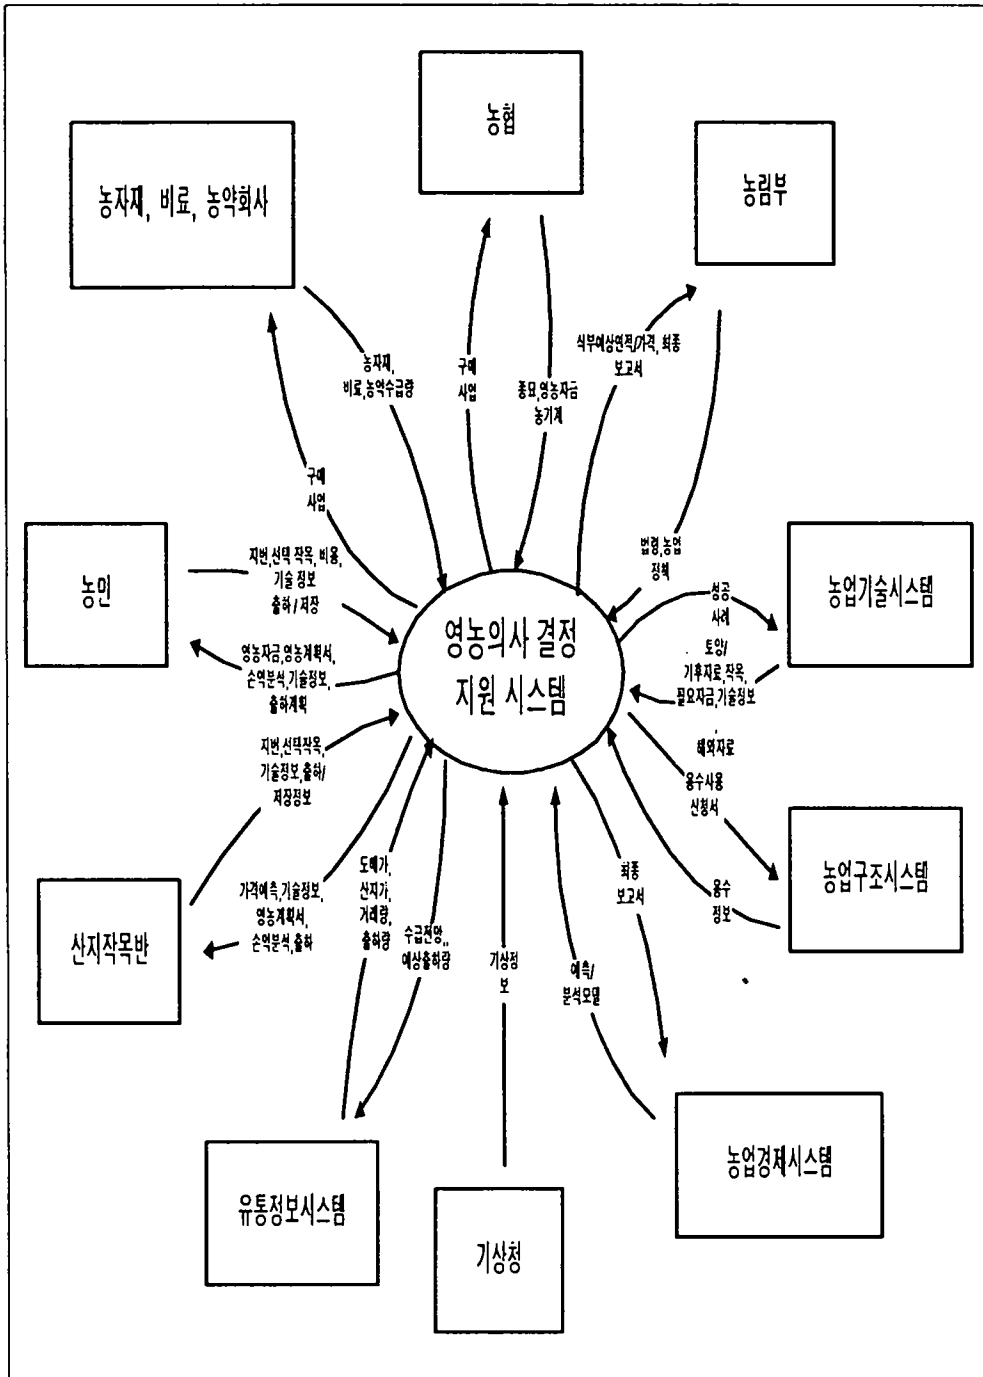 농협
농자재, 비료, 농약회사
농림부
농자재,
비료,농약수급량
구매
사업
종묘,영농자금
농기계
식부예상면적/가격, 최종
보고서
구매
사업
법령,농업
정책
농민
지번,선택 작목, 비용,
기술 정보
출하 / 저장
영농의사 결정
지원 시스템
성공
사례
농업기술시스템
영농자금,영농계획서,
손익분석,기술정보,
출하계획
토양/
기후자료,작목,
필요자금,기술정보
,
해외자료
지번,선택작목,
기술정보,출하/
저장정보
용수사용
신청서
산지작목반
가격예측,기술정보,
영농계획서,
손익분석,출하
도매가,
산지가,
거래량,
출하량
수급전망,,
예상출하량
기상정
보
예측/
분석모델
최종
보고서
용수
정보
농업구조시스템
유통정보시스템
기상청
농업경제시스템